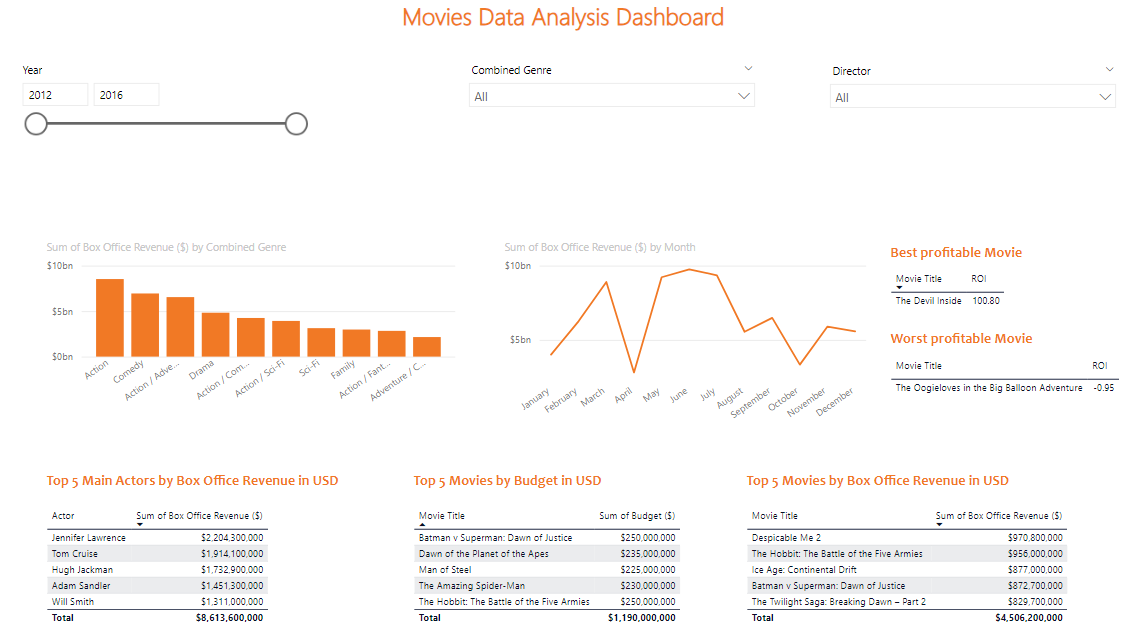 Movies Data Analysis Dashboard
Year
2012 2016
Combined Genre
All
Director
All
Sum of Box Office Revenue ($) by Combined Genre
$10bn
$5bn
$0bn
Action
Comedy
Action / Adve...
Drama
Action / Com...
Action / Sci-Fi
Sci-Fi
Family
Action / Fant...
Adventure / C...
Sum of Box Office Revenue ($) by Month
$10bn
$5bn
January
February
March
April
May
June
July
August
September
October
November
December
Best profitable Movie
Movie Title ROI
The Devil Inside 100.80
Worst profitable Movie
Movie Title ROI
The Oogieloves in the Big Balloon Adventure -0.95
Top 5 Main Actors by Box Office Revenue in USD
Actor Sum of Box Office Revenue ($)
Jennifer Lawrence $2,204,300,000
Tom Cruise $1,914,100,000
Hugh Jackman $1,732,900,000
Adam Sandler $1,451,300,000
Will Smith $1,311,000,000
Total $8,613,600,000
Top 5 Movies by Budget in USD
Movie Title Sum of Budget ($)
Batman v Superman: Dawn of Justice $250,000,000
Dawn of the Planet of the Apes $235,000,000
Man of Steel $225,000,000
The Amazing Spider-Man $230,000,000
The Hobbit: The Battle of the Five Armies $250,000,000
Total $1,190,000,000
Top 5 Movies by Box Office Revenue in USD
Movie Title Sum of Box Office Revenue ($)
Despicable Me 2 $970,800,000
The Hobbit: The Battle of the Five Armies $956,000,000
Ice Age: Continental Drift $877,000,000
Batman v Superman: Dawn of Justice $872,700,000
The Twilight Saga: Breaking Dawn – Part 2 $829,700,000
Total $4,506,200,000